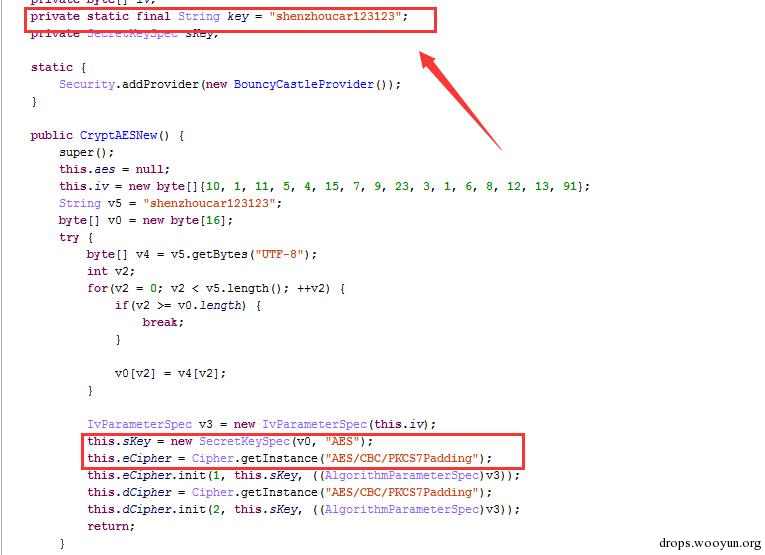 private byte[] iv;
private static final String key = "shenzhoucar123123";
private SecretKeySpec sKey;
static {
Security.addProvider(new BouncyCastleProvider());
}
public CryptAESNew() {
super();
this.aes = null;
this.iv = new byte[]{10, 1, 11, 5, 4, 15, 7, 9, 23, 3, 1, 6, 8, 12, 13, 91};
String v5 = "shenzhoucar123123";
byte[] v0 = new byte[16];
try {
byte[] v4 = v5.getBytes("UTF-8");
int v2;
for(v2 = 0; v2 < v5.length(); ++v2) {
if(v2 >= v0.length) {
break;
}
v0[v2] = v4[v2];
}
IvParameterSpec v3 = new IvParameterSpec(this.iv);
this.sKey = new SecretKeySpec(v0, "AES");
this.eCipher = Cipher.getInstance("AES/CBC/PKCS7Padding");
this.eCipher.init(1, this.sKey, ((AlgorithmParameterSpec)v3));
this.dCipher = Cipher.getInstance("AES/CBC/PKCS7Padding");
this.dCipher.init(2, this.sKey, ((AlgorithmParameterSpec)v3));
return;
}
drops.wooyun.org